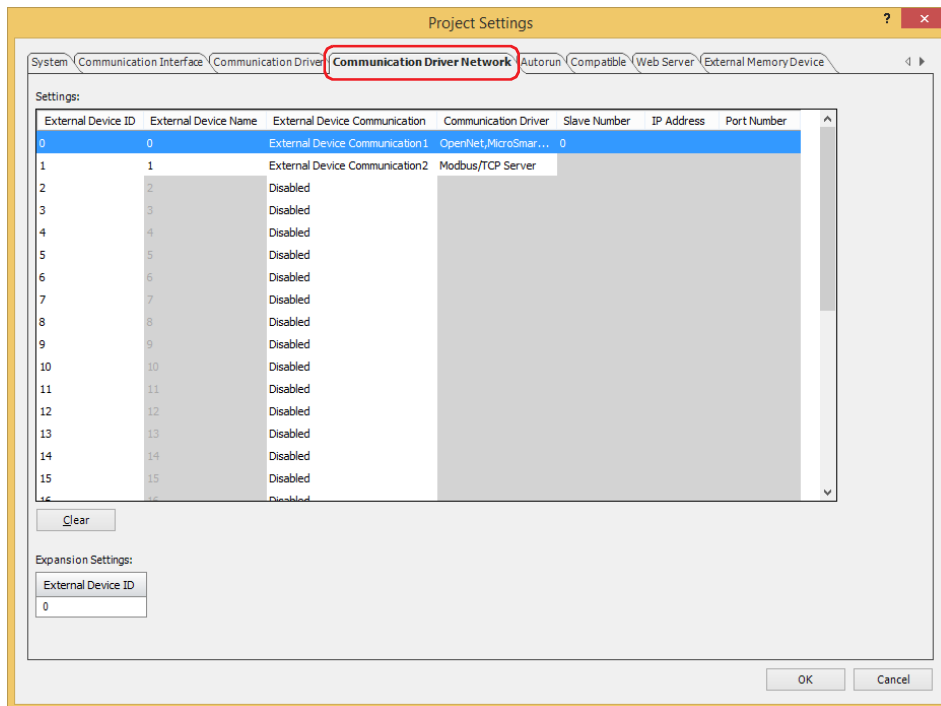 Project Settings
?
System Communication Interface Communication Driver Communication Driver Network Autorun Compatible Web Server External Memory Device
Settings:
External Device ID External Device Name External Device Communication Communication Driver Slave Number IP Address Port Number
0 0 External Device Communication1 OpenNet,MicroSmar... 0
1 1 External Device Communication2 Modbus/TCP Server
2 2 Disabled
3 3 Disabled
4 4 Disabled
5 5 Disabled
6 6 Disabled
7 7 Disabled
8 8 Disabled
9 9 Disabled
10 10 Disabled
11 11 Disabled
12 12 Disabled
13 13 Disabled
14 14 Disabled
15 15 Disabled
16 16 Disabled
Clear
Expansion Settings:
External Device ID
0
OK Cancel